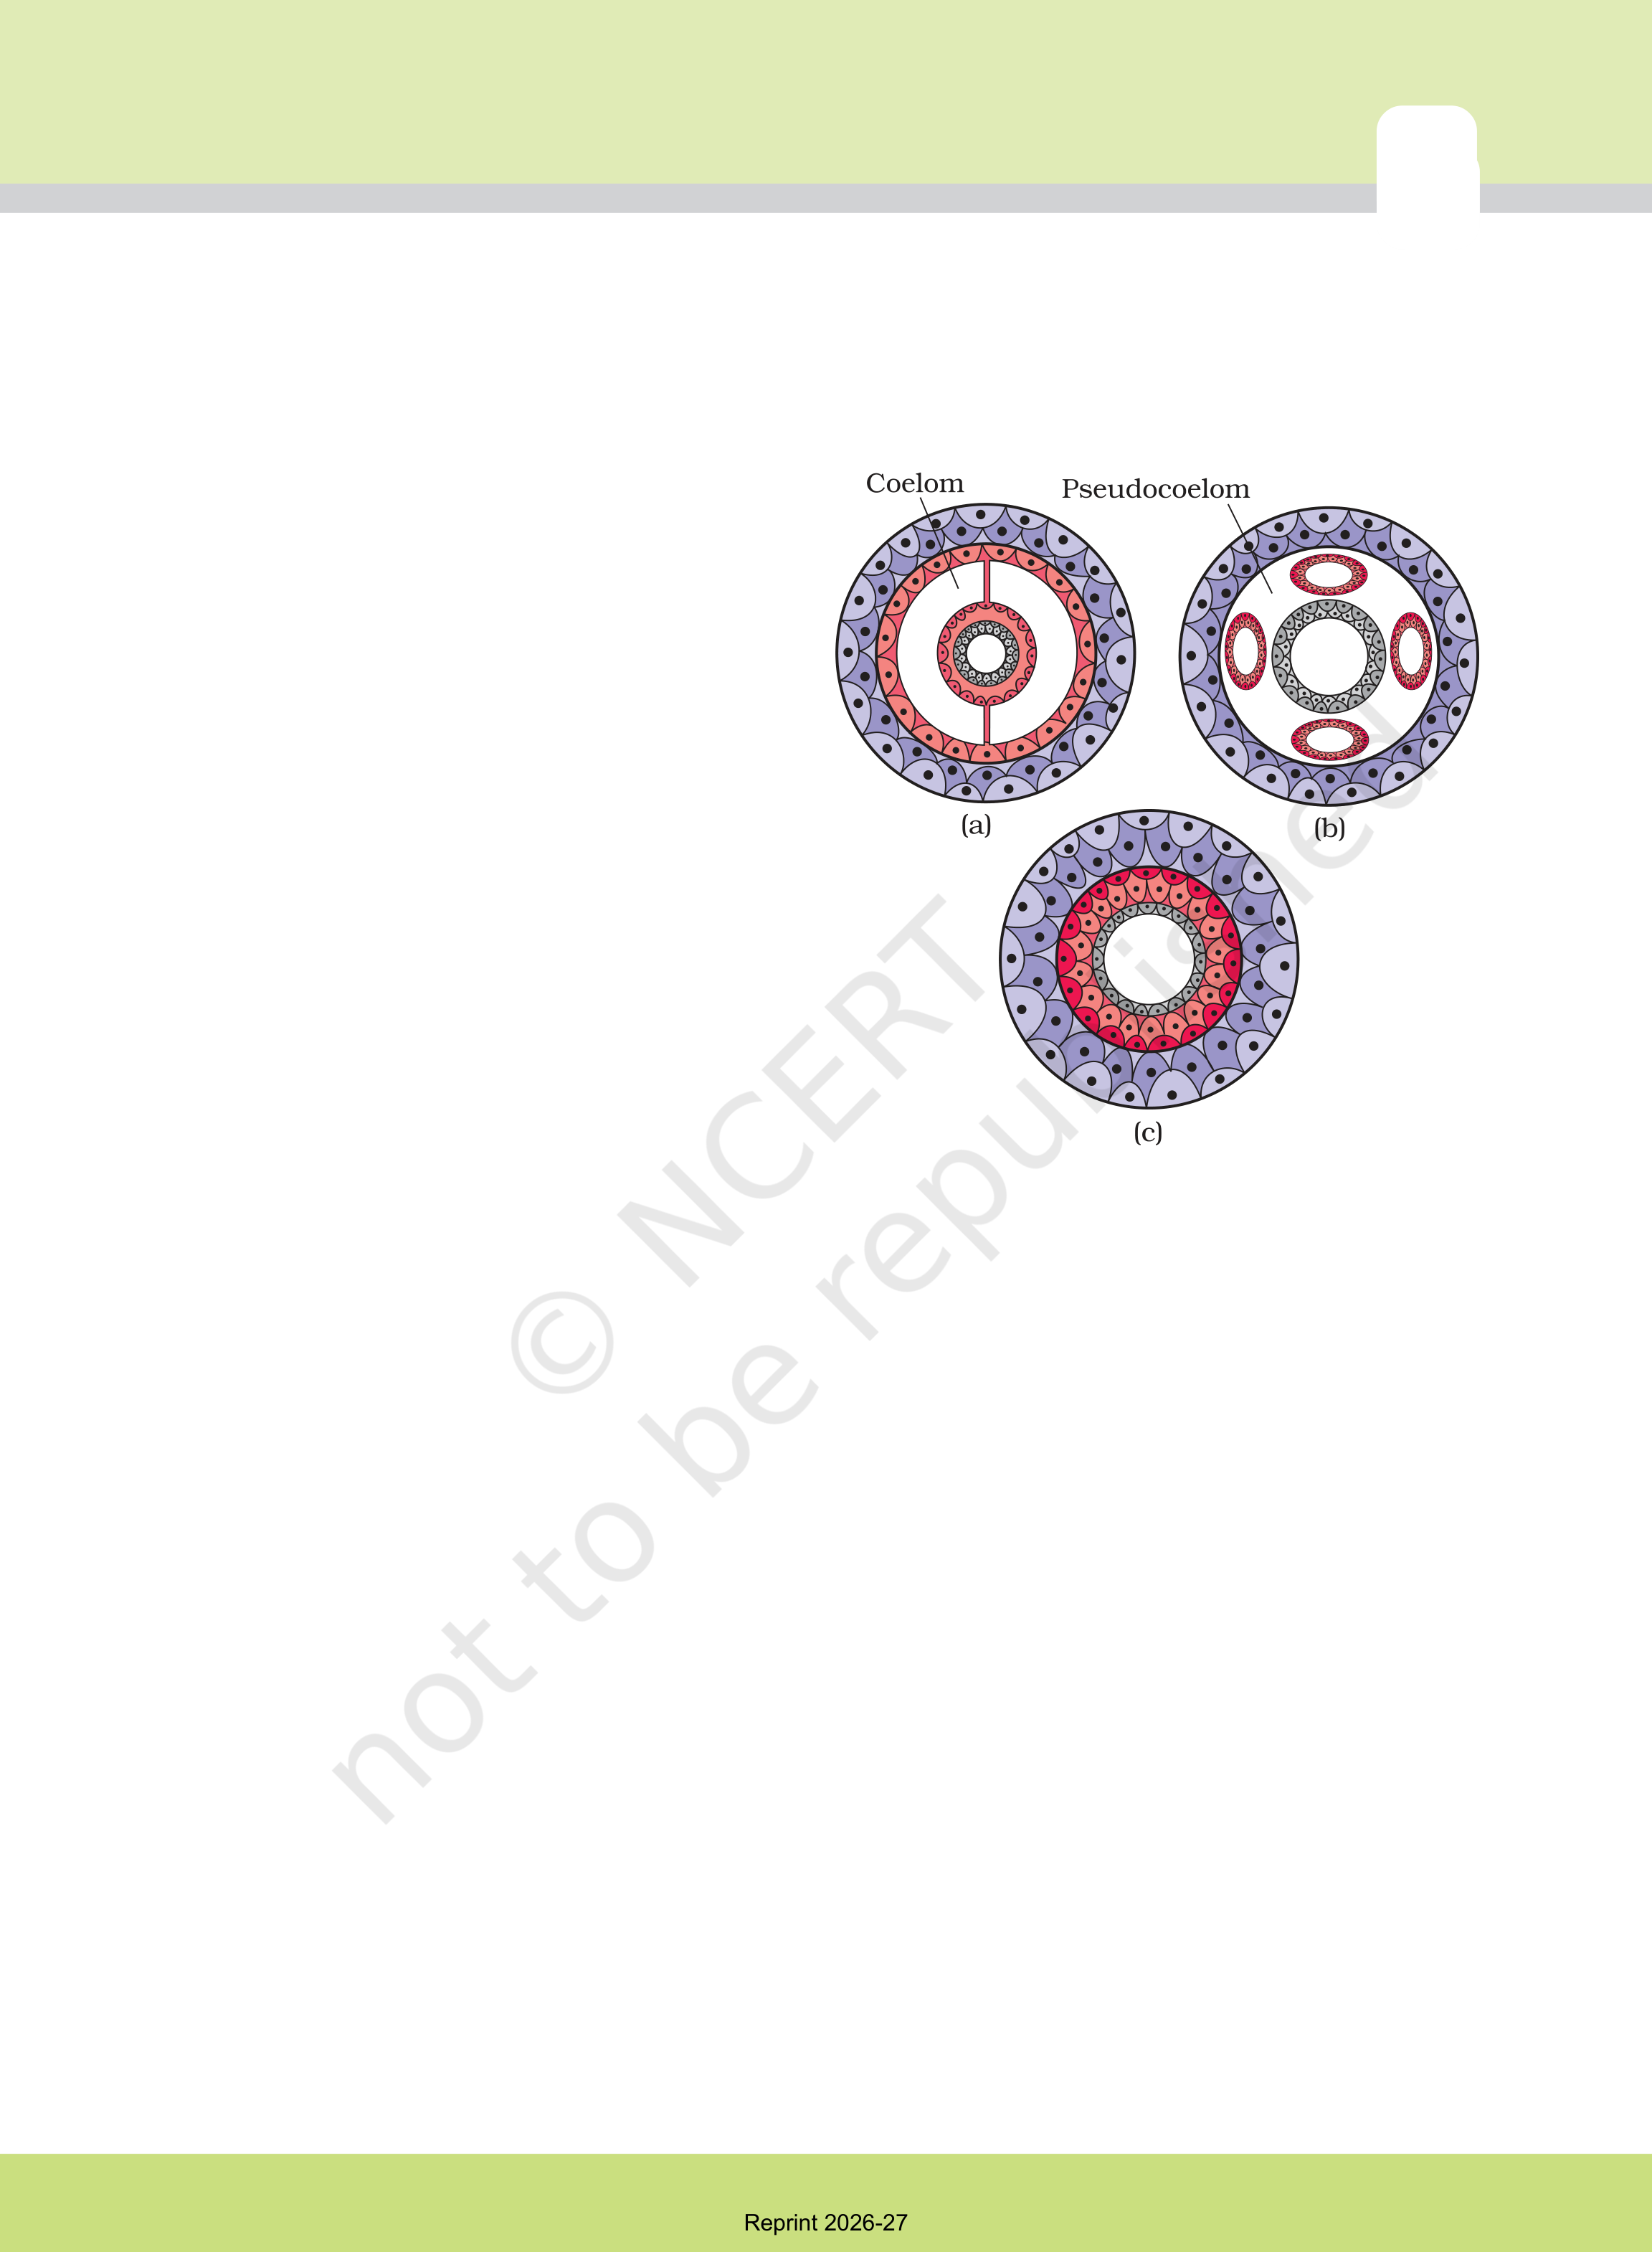 Coelom
Pseudocoelom
(a)
(b)
(c)
© NCERT
not to be republished
Reprint 2026-27